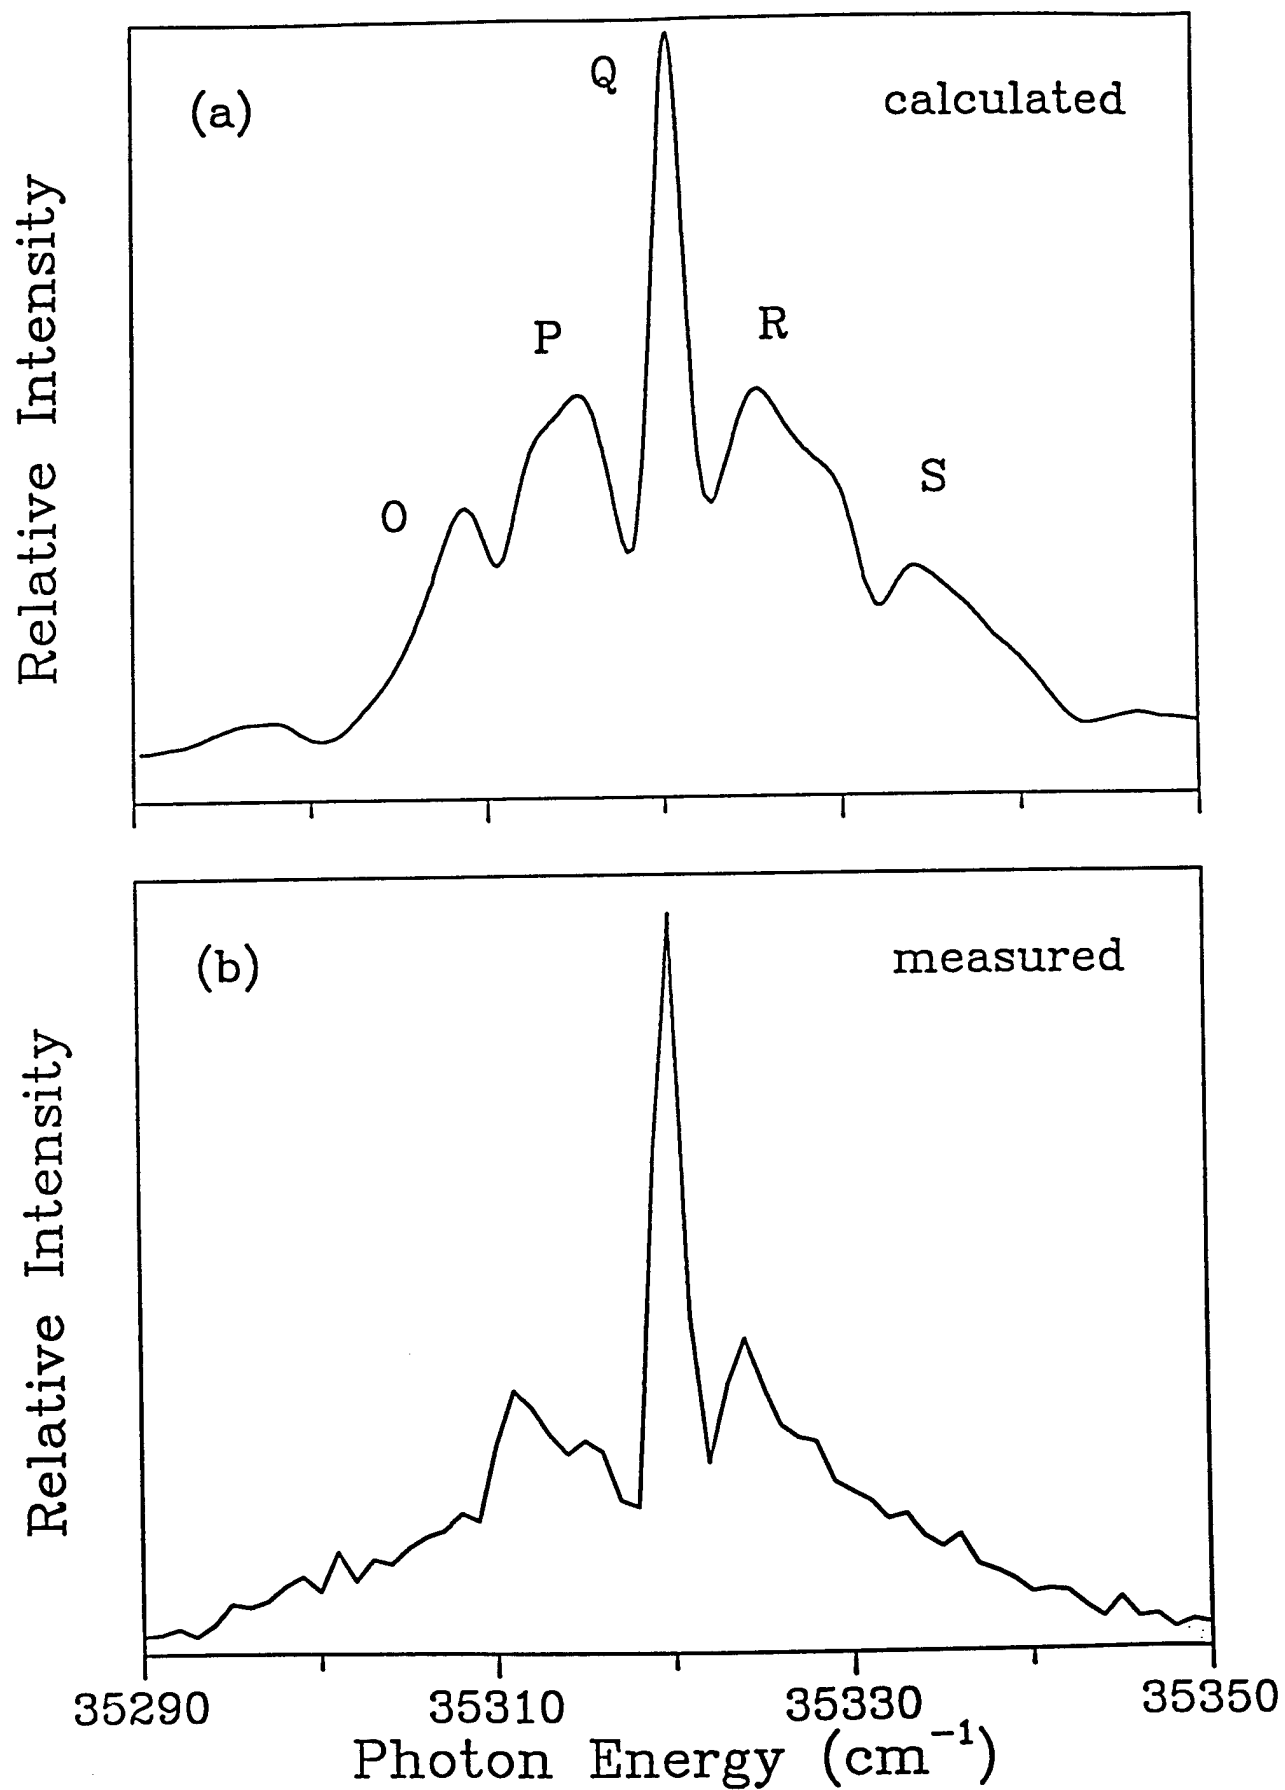 (a)
calculated
Q
P
R
O
S
Relative Intensity
(b)
measured
Relative Intensity
35290 35310 35330 35350
Photon Energy (cm⁻¹)